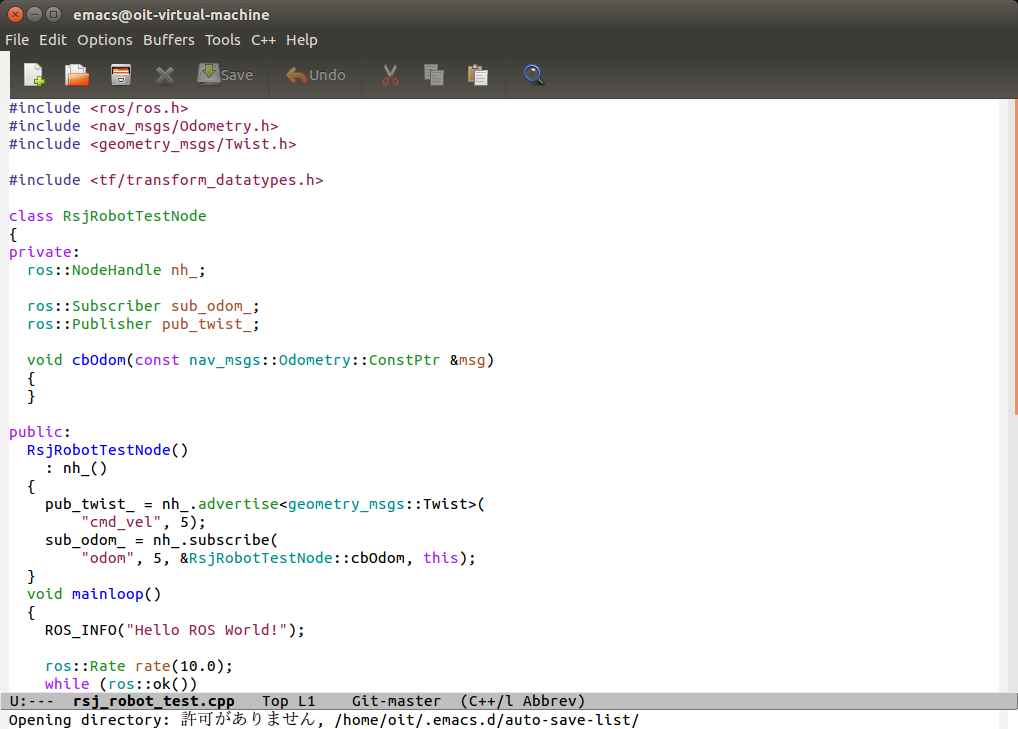 emacs@oit-virtual-machine
File Edit Options Buffers Tools C++ Help
Save Undo
#include <ros/ros.h>
#include <nav_msgs/Odometry.h>
#include <geometry_msgs/Twist.h>
#include <tf/transform_datatypes.h>
class RsjRobotTestNode
{
private:
  ros::NodeHandle nh_;
  ros::Subscriber sub_odom_;
  ros::Publisher pub_twist_;
  void cbOdom(const nav_msgs::Odometry::ConstPtr &msg)
  {
  }
public:
  RsjRobotTestNode()
    : nh_()
  {
    pub_twist_ = nh_.advertise<geometry_msgs::Twist>(
        "cmd_vel", 5);
    sub_odom_ = nh_.subscribe(
        "odom", 5, &RsjRobotTestNode::cbOdom, this);
  }
  void mainloop()
  {
    ROS_INFO("Hello ROS World!");
    ros::Rate rate(10.0);
    while (ros::ok())
U:--- rsj_robot_test.cpp Top L1 Git-master (C++/l Abbrev)
Opening directory: 許可がありません, /home/oit/.emacs.d/auto-save-list/